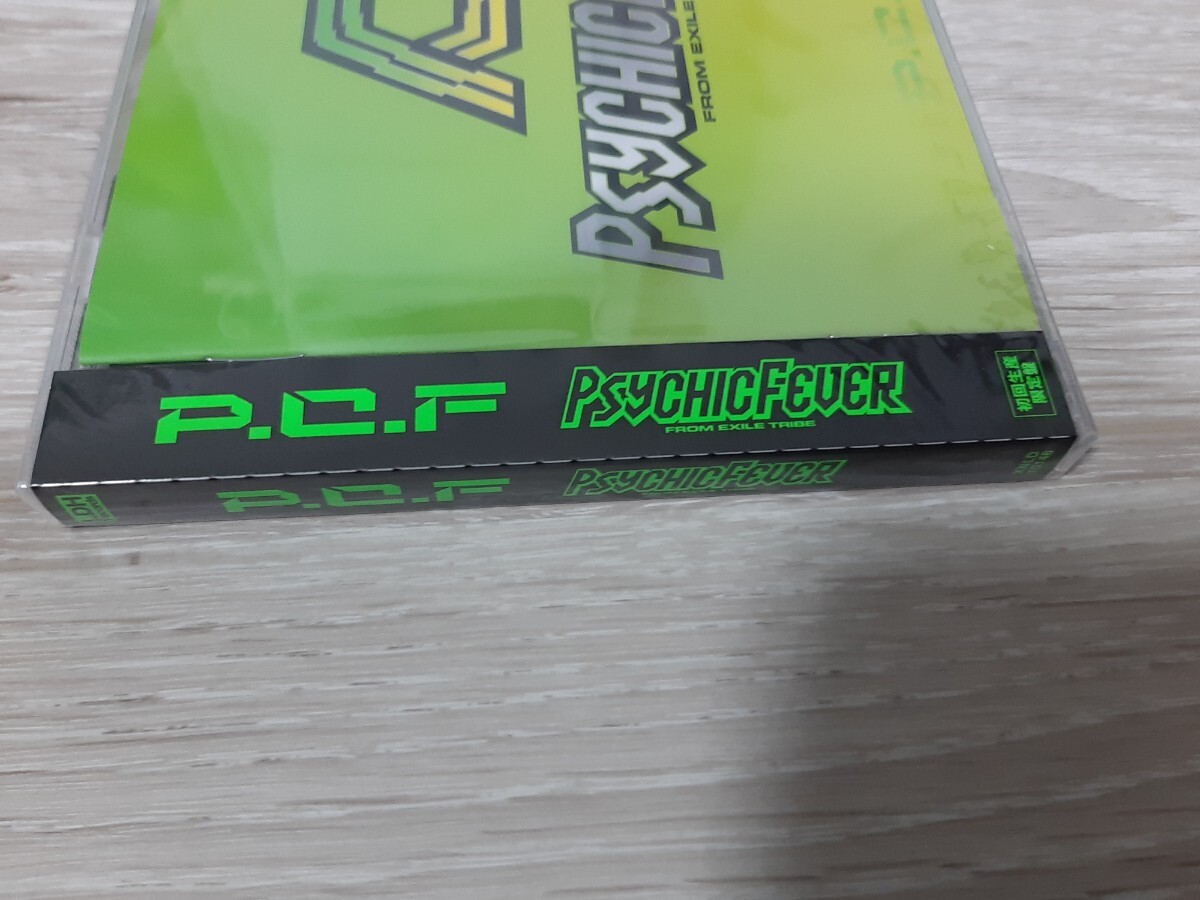 PSYCHIC
FROM EXILE
P.C.F
PSYCHICFEVER
FROM EXILE TRIBE
初回生産
限定盤
P.C.F
PSYCHICFEVER